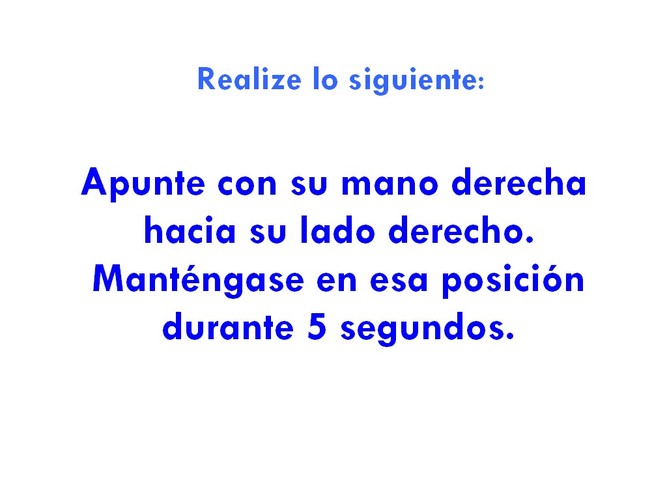 Realize lo siguiente:
Apunte con su mano derecha
hacia su lado derecho.
Manténgase en esa posición
durante 5 segundos.